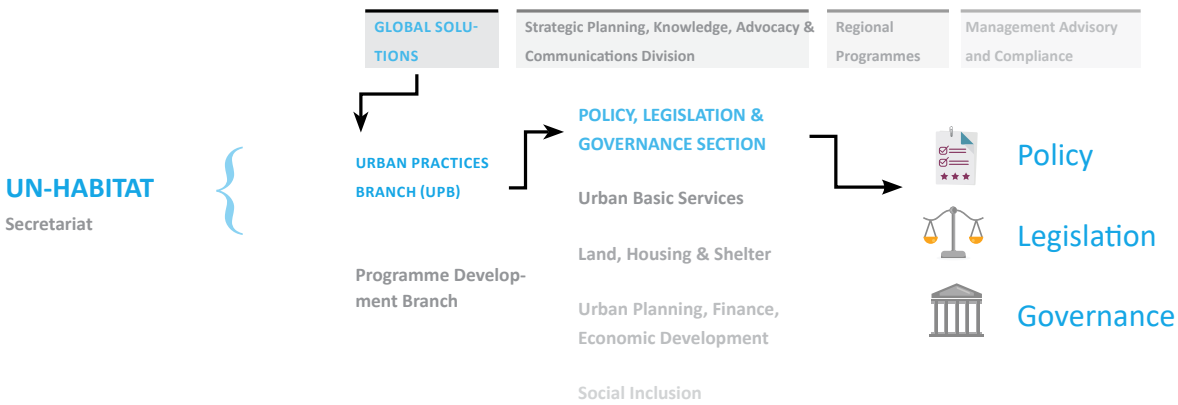 GLOBAL SOLU-
TIONS
Strategic Planning, Knowledge, Advocacy &
Communications Division
Regional
Programmes
Management Advisory
and Compliance
UN-HABITAT
Secretariat
URBAN PRACTICES
BRANCH (UPB)
Programme Develop-
ment Branch
POLICY, LEGISLATION &
GOVERNANCE SECTION
Urban Basic Services
Land, Housing & Shelter
Urban Planning, Finance,
Economic Development
Social Inclusion
Policy
Legislation
Governance